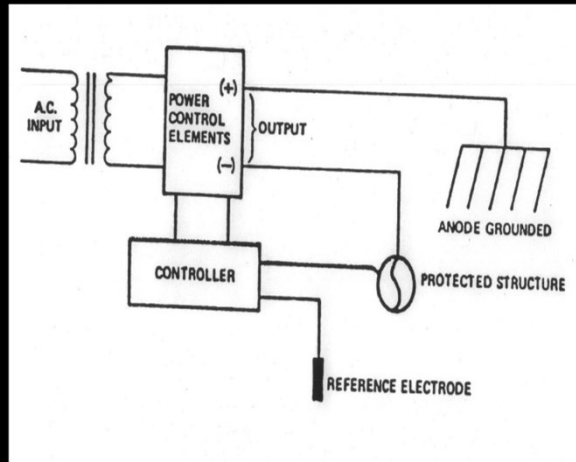 A.C.
INPUT
POWER
CONTROL
ELEMENTS
(+)
OUTPUT
(−)
ANODE GROUNDED
CONTROLLER
PROTECTED STRUCTURE
REFERENCE ELECTRODE